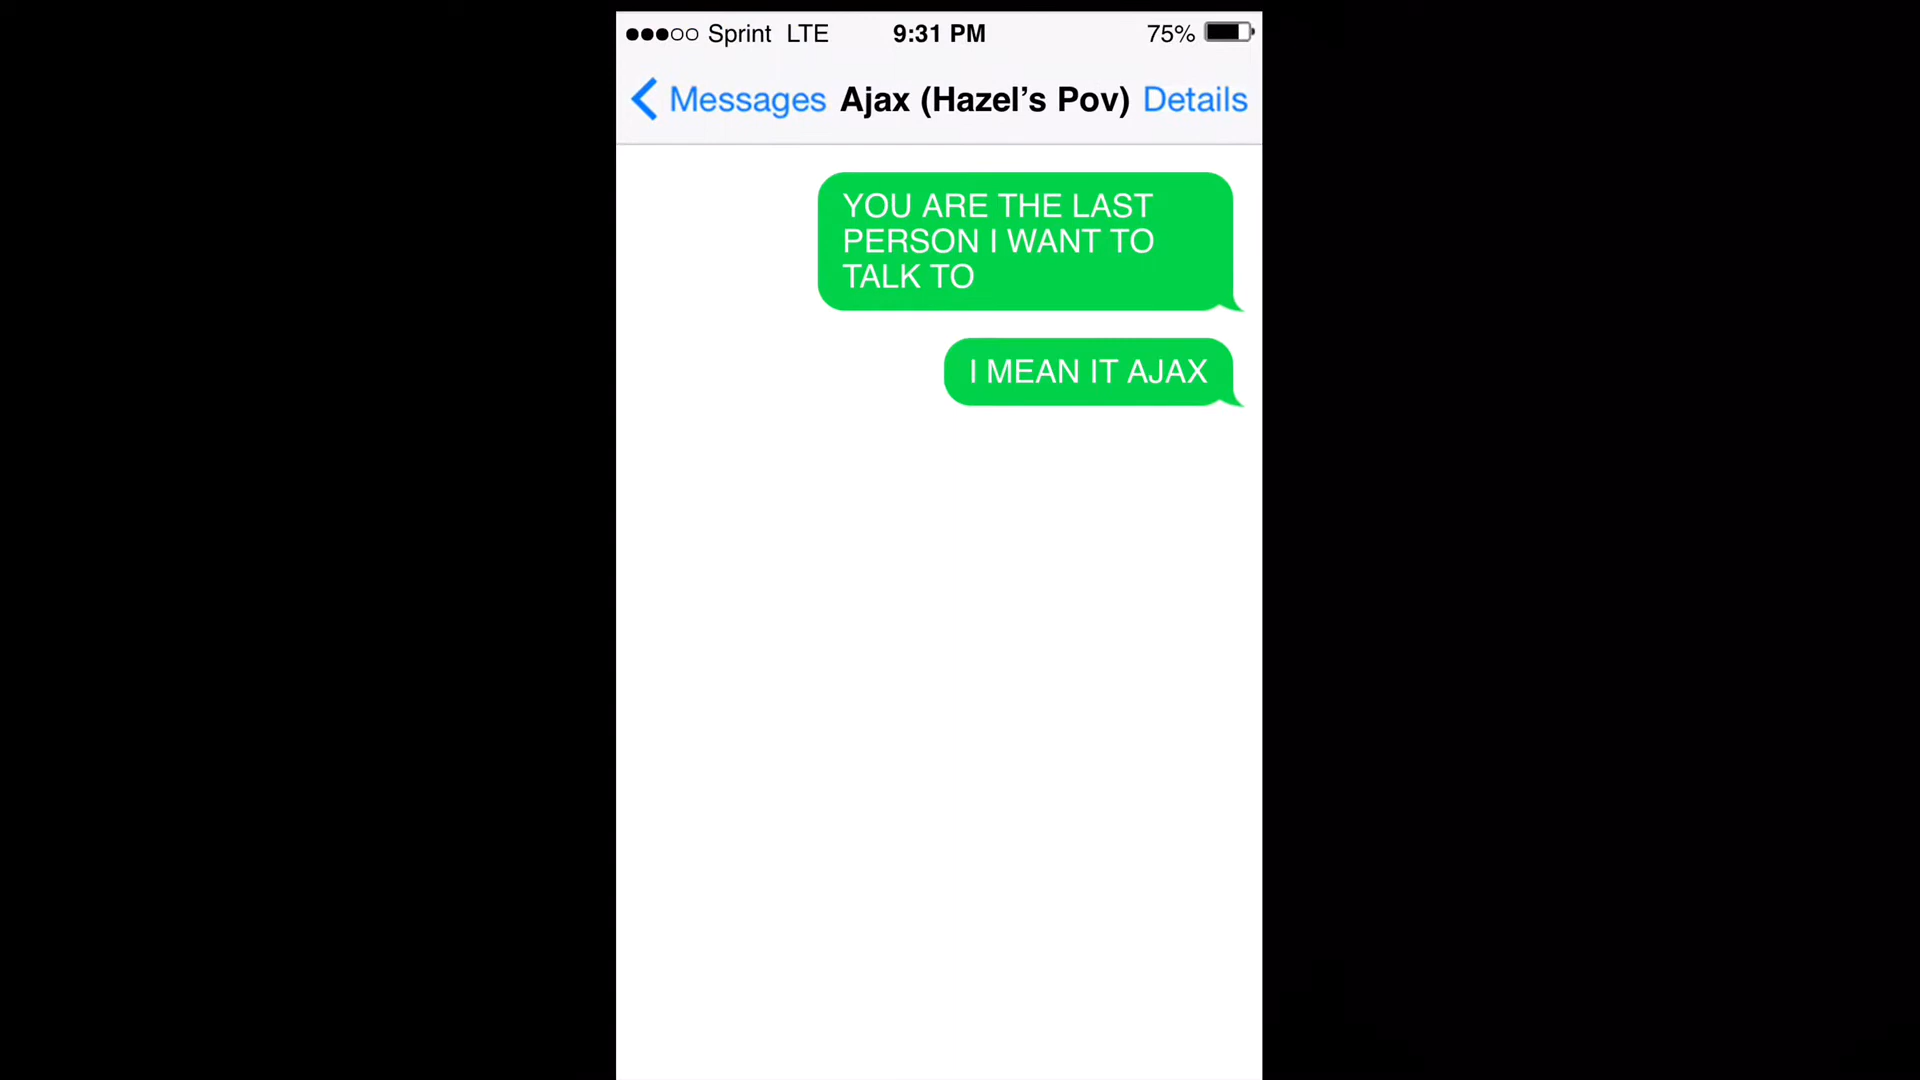 Sprint LTE 9:31 PM 75%
Messages Ajax (Hazel’s Pov) Details
YOU ARE THE LAST
PERSON I WANT TO
TALK TO
I MEAN IT AJAX